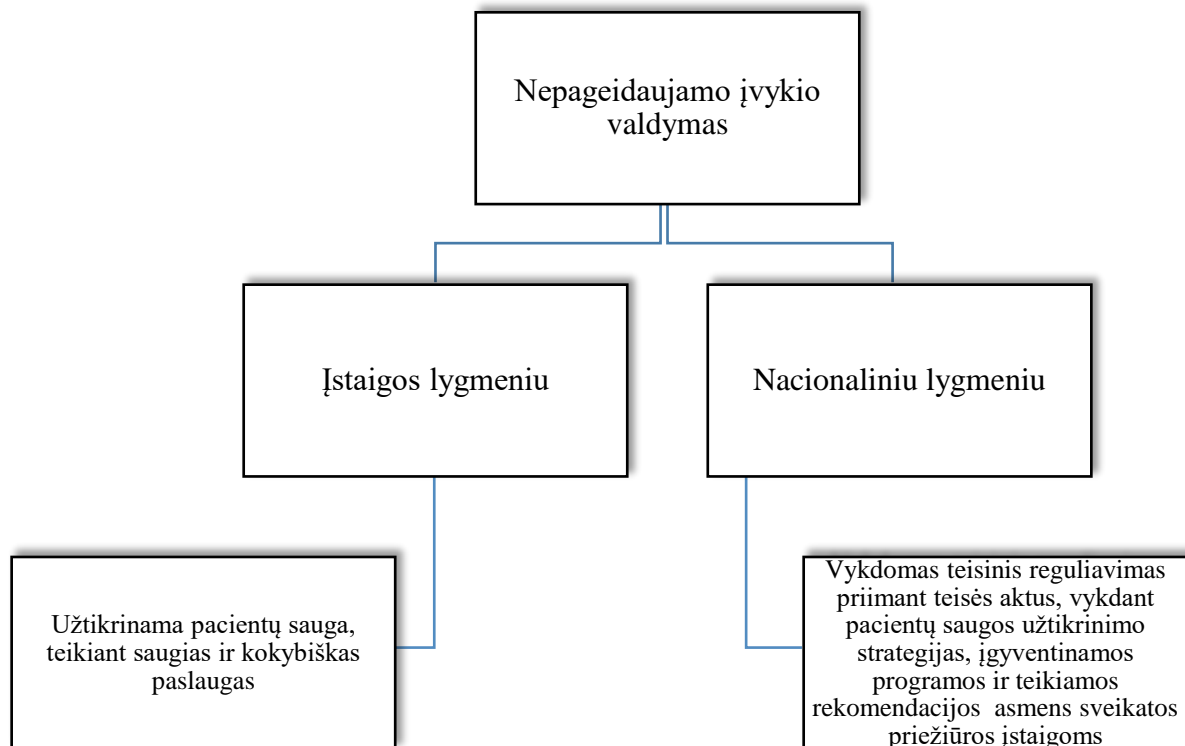 Nepageidaujamo įvykio
valdymas
Įstaigos lygmeniu
Nacionaliniu lygmeniu
Užtikrinama pacientų sauga,
teikiant saugias ir kokybiškas
paslaugas
Vykdomas teisinis reguliavimas
priimant teisės aktus, vykdant
pacientų saugos užtikrinimo
strategijas, įgyventinamos
programos ir teikiamos
rekomendacijos asmens sveikatos
priežiūros įstaigoms